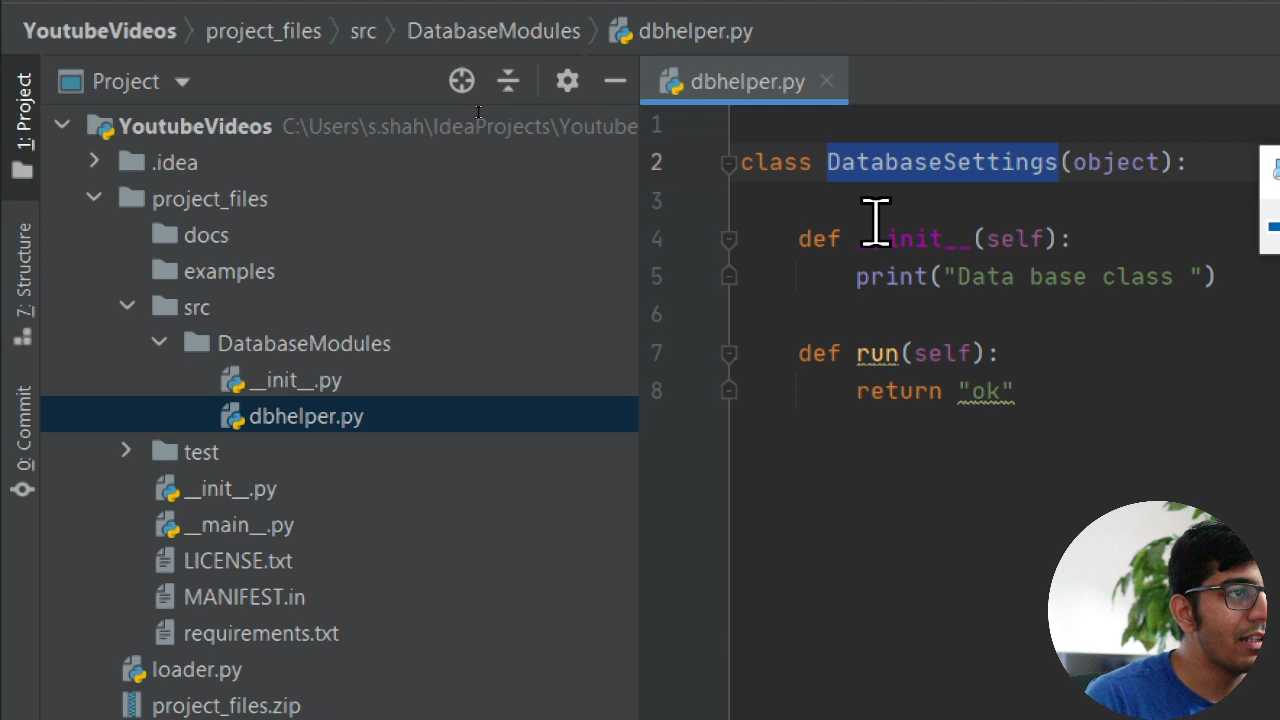 YoutubeVideos project_files src DatabaseModules dbhelper.py
1: Project
Z: Structure
0: Commit
Project
YoutubeVideos C:\Users\s.shah\IdeaProjects\Youtube
.idea
project_files
docs
examples
src
DatabaseModules
__init__.py
dbhelper.py
test
__init__.py
__main__.py
LICENSE.txt
MANIFEST.in
requirements.txt
loader.py
project_files.zip
dbhelper.py
1
2 class DatabaseSettings(object):
3
4 def __init__(self):
5 print("Data base class ")
6
7 def run(self):
8 return "ok"